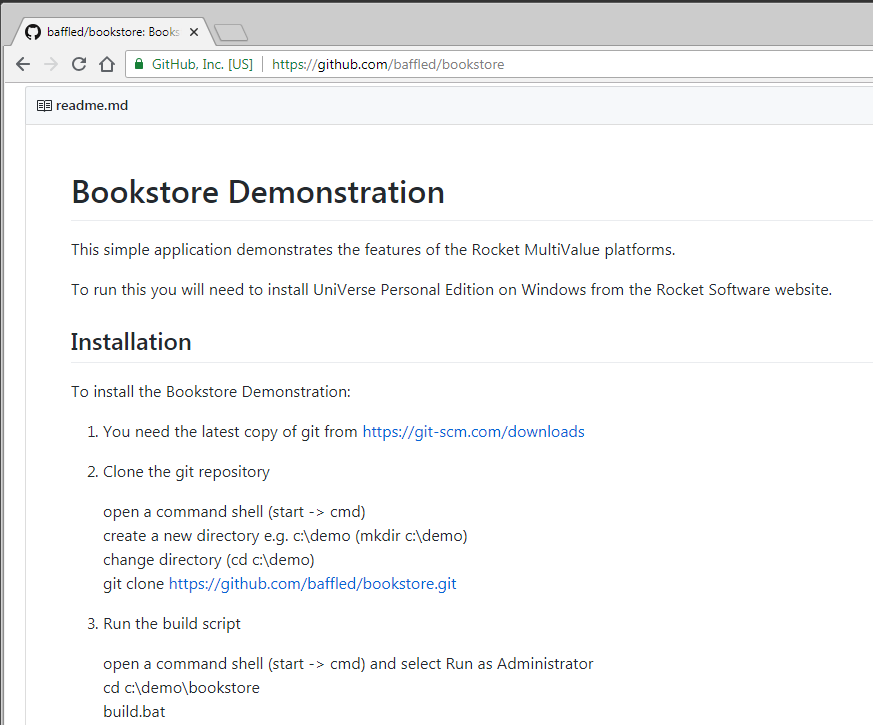 baffled/bookstore: Books
GitHub, Inc. [US] https://github.com/baffled/bookstore
readme.md
Bookstore Demonstration
This simple application demonstrates the features of the Rocket MultiValue platforms.
To run this you will need to install UniVerse Personal Edition on Windows from the Rocket Software website.
Installation
To install the Bookstore Demonstration:
1. You need the latest copy of git from https://git-scm.com/downloads
2. Clone the git repository
open a command shell (start -> cmd)
create a new directory e.g. c:\demo (mkdir c:\demo)
change directory (cd c:\demo)
git clone https://github.com/baffled/bookstore.git
3. Run the build script
open a command shell (start -> cmd) and select Run as Administrator
cd c:\demo\bookstore
build.bat